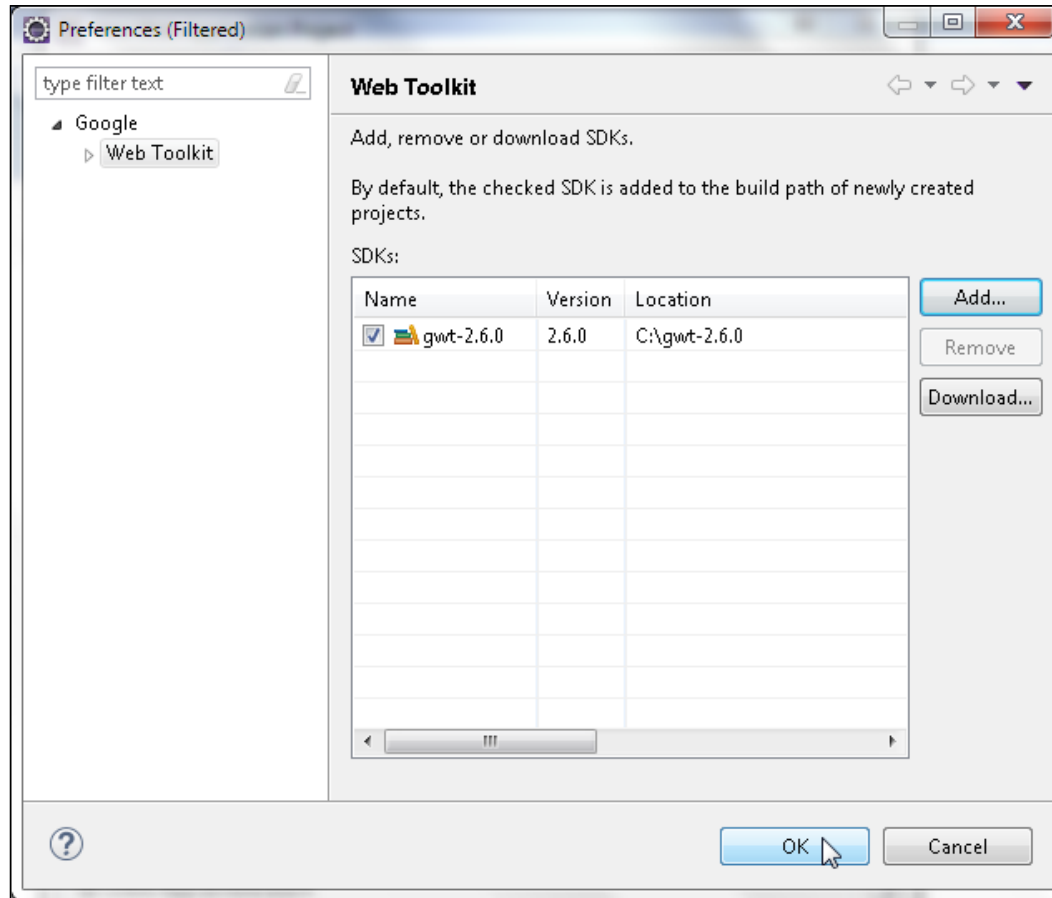 Preferences (Filtered)
type filter text
Google
Web Toolkit
Web Toolkit
Add, remove or download SDKs.
By default, the checked SDK is added to the build path of newly created
projects.
SDKs:
Name Version Location
gwt-2.6.0 2.6.0 C:\gwt-2.6.0
Add...
Remove
Download...
OK Cancel